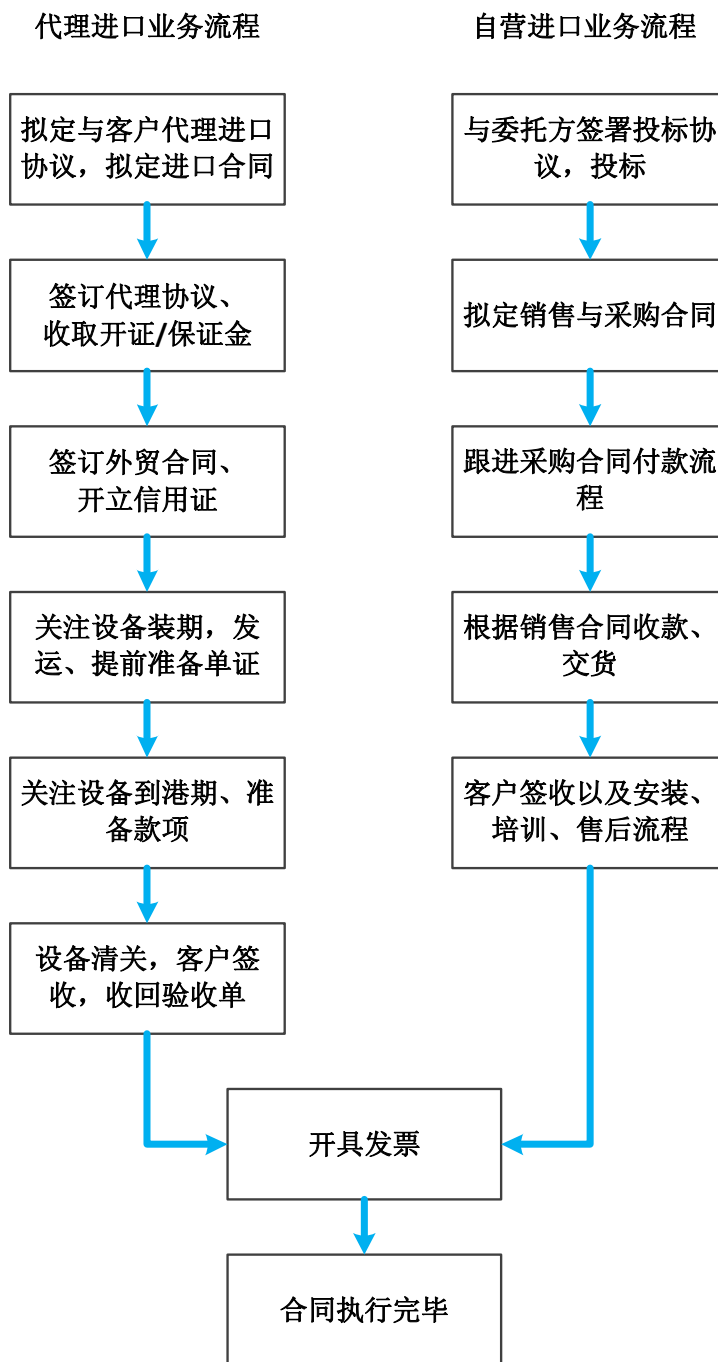 代理进口业务流程
拟定与客户代理进口
协议，拟定进口合同
签订代理协议、
收取开证/保证金
签订外贸合同、
开立信用证
关注设备装期，发
运、提前准备单证
关注设备到港期、准
备款项
设备清关，客户签
收，收回验收单
自营进口业务流程
与委托方签署投标协
议，投标
拟定销售与采购合同
跟进采购合同付款流
程
根据销售合同收款、
交货
客户签收以及安装、
培训、售后流程
开具发票
合同执行完毕